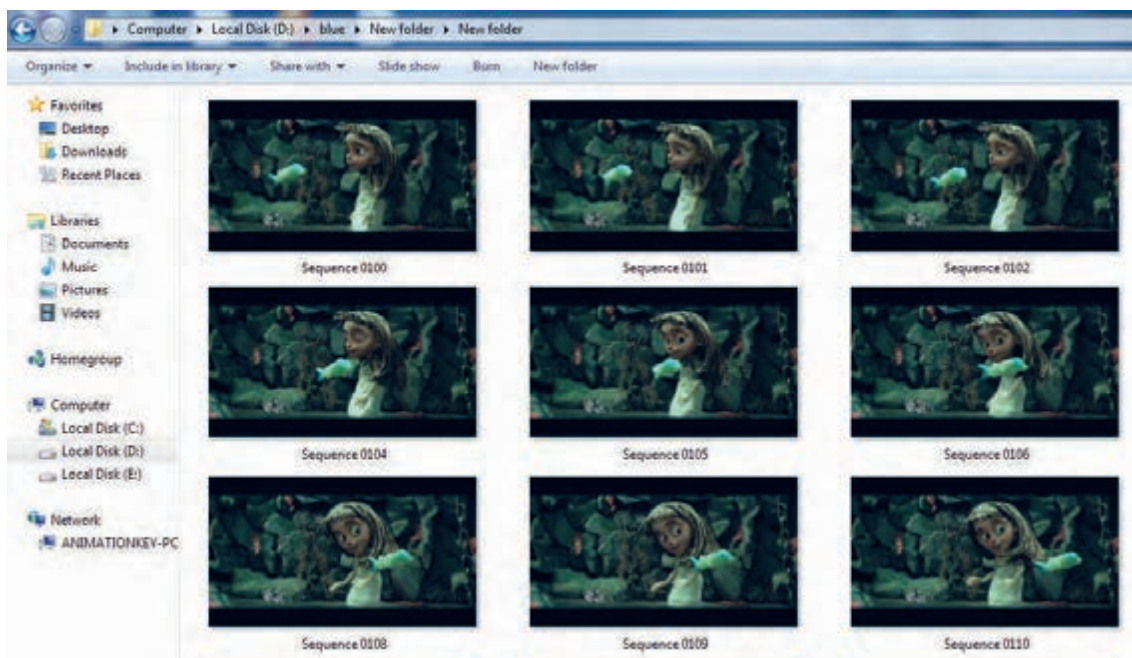 Computer ▸ Local Disk (D:) ▸ blue ▸ New folder ▸ New folder
Organize Include in library Share with Slide show Burn New folder
Favorites
Desktop
Downloads
Recent Places
Libraries
Documents
Music
Pictures
Videos
Homegroup
Computer
Local Disk (C:)
Local Disk (D:)
Local Disk (E:)
Network
ANIMATIONKEY-PC
Sequence 0100 Sequence 0101 Sequence 0102
Sequence 0104 Sequence 0105 Sequence 0106
Sequence 0108 Sequence 0109 Sequence 0110